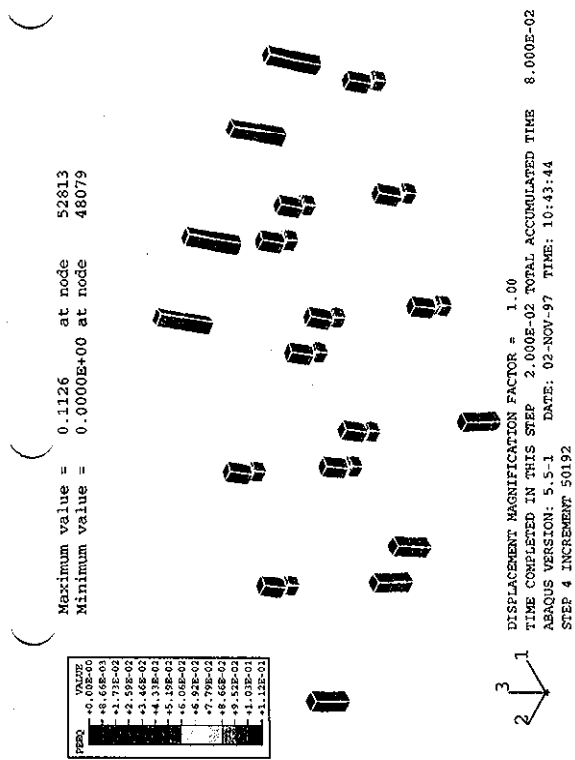 Maximum value = 0.1126 at node 52813
Minimum value = 0.0000E+00 at node 48079
PEEQ VALUE
+0.00E-00
+8.66E-03
+1.73E-02
+2.59E-02
+3.46E-02
+4.33E-02
+5.19E-02
+6.06E-02
+6.92E-02
+7.79E-02
+8.66E-02
+9.52E-02
+1.03E-01
+1.12E-01
3
2
1
DISPLACEMENT MAGNIFICATION FACTOR = 1.00
TIME COMPLETED IN THIS STEP 2.000E-02 TOTAL ACCUMULATED TIME 8.000E-02
ABAQUS VERSION: 5.5-1 DATE: 02-NOV-97 TIME: 10:43:44
STEP 4 INCREMENT 50192